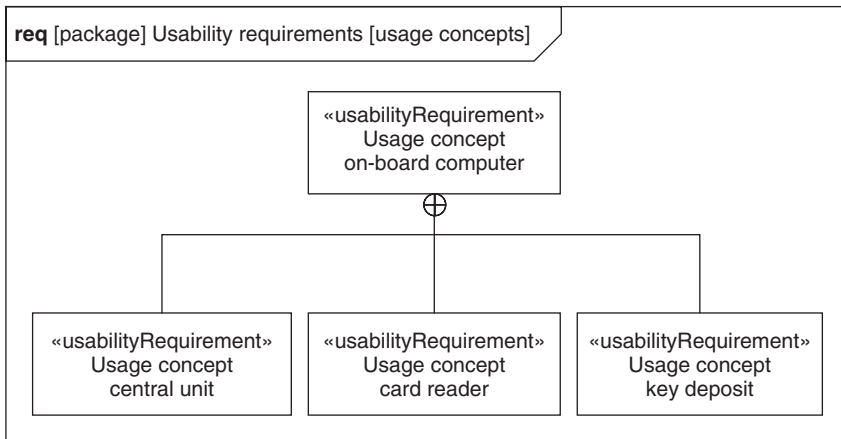 req [package] Usability requirements [usage concepts]
«usabilityRequirement»
Usage concept
on-board computer
«usabilityRequirement»
Usage concept
central unit
«usabilityRequirement»
Usage concept
card reader
«usabilityRequirement»
Usage concept
key deposit